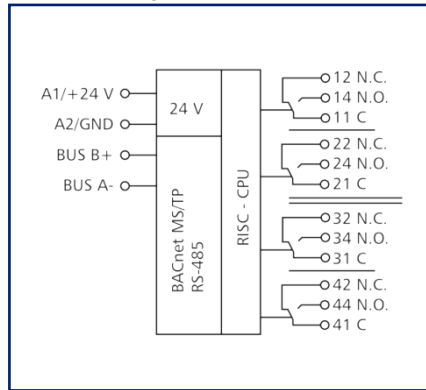 A1/+24 V
A2/GND
BUS B+
BUS A-
24 V
BACnet MS/TP
RS-485
RISC - CPU
12 N.C.
14 N.O.
11 C
22 N.C.
24 N.O.
21 C
32 N.C.
34 N.O.
31 C
42 N.C.
44 N.O.
41 C